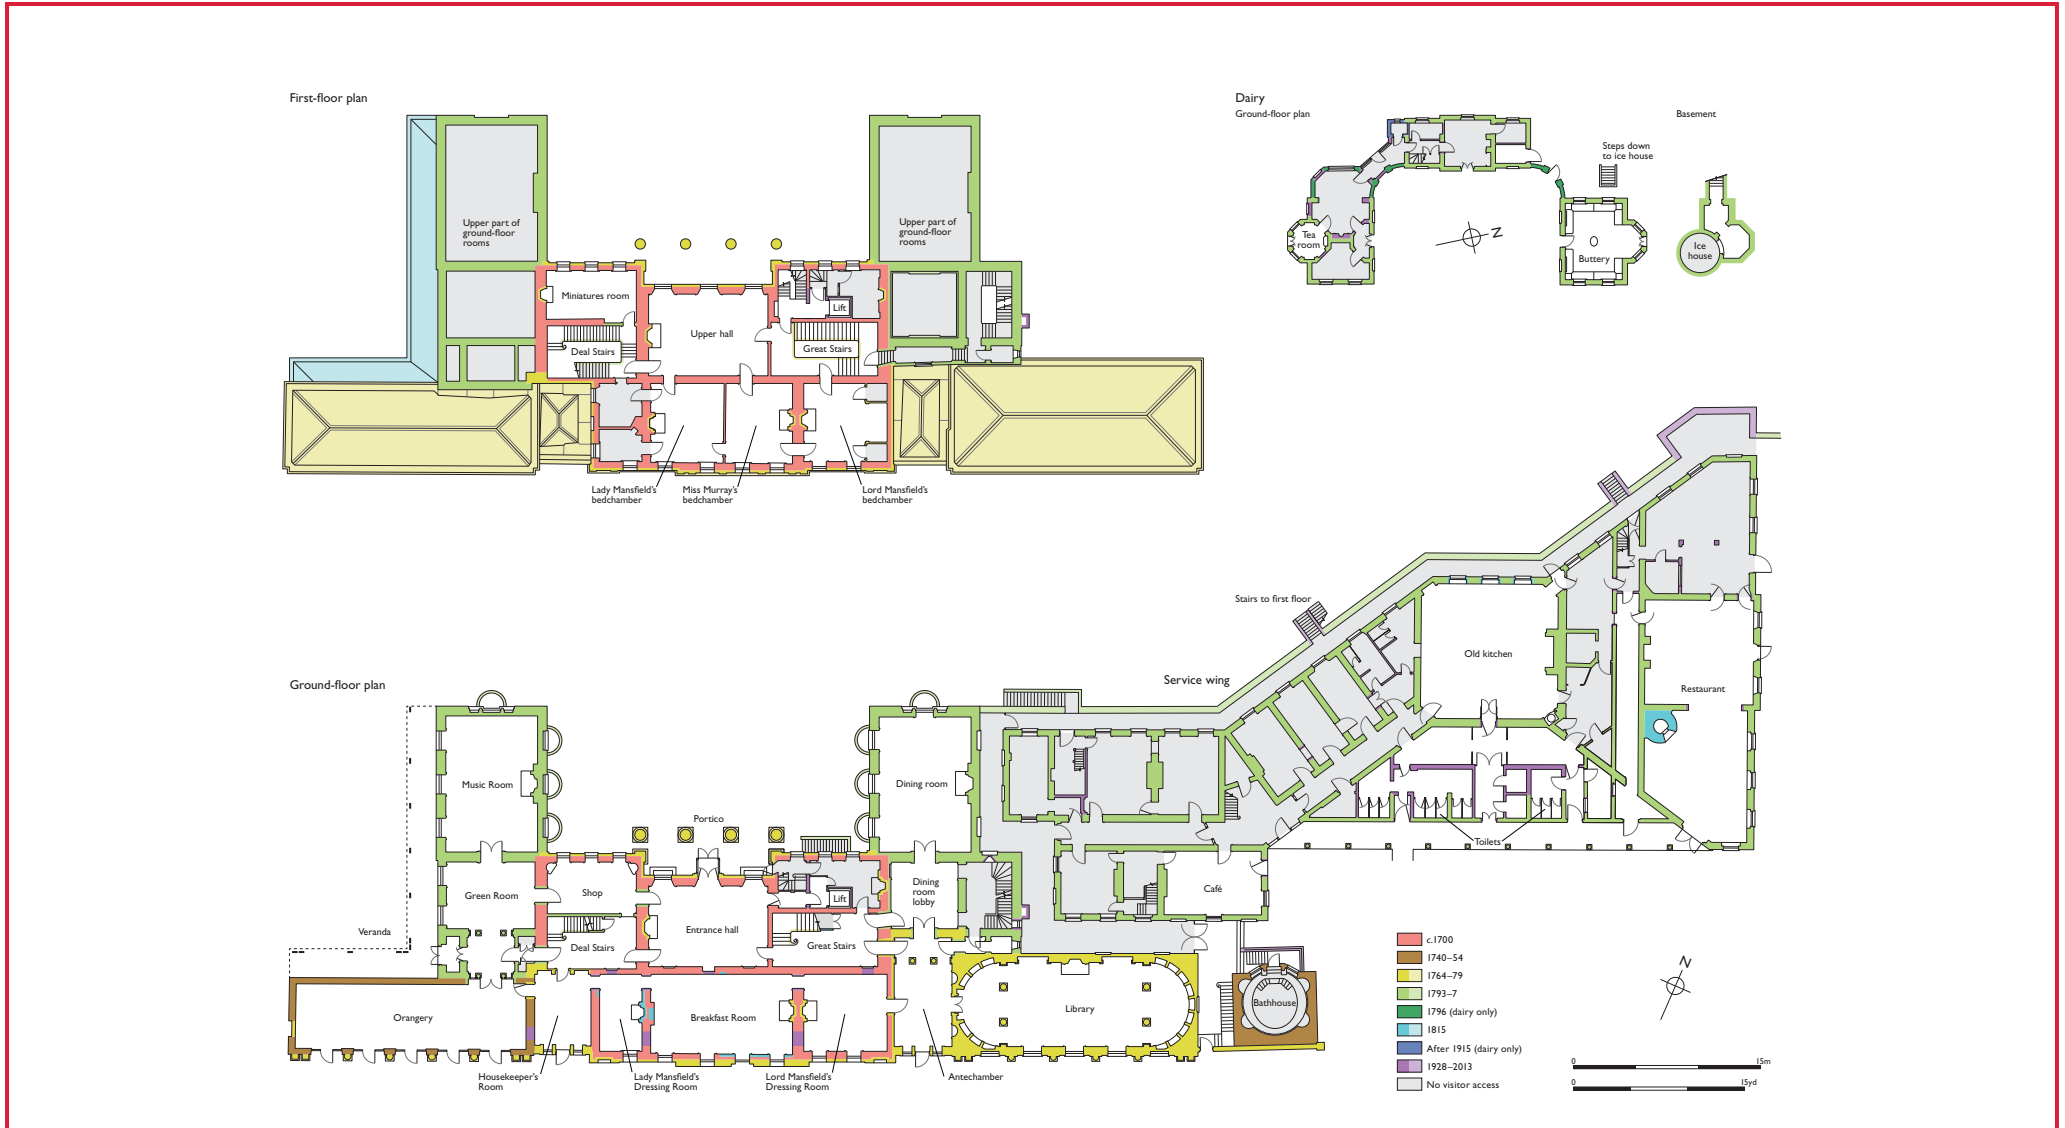 First-floor plan
Upper part of
ground-floor
rooms
Miniatures room
Deal Stairs
Upper hall
Lift
Great Stairs
Upper part of
ground-floor
rooms
Lady Mansfield's
bedchamber
Miss Murray's
bedchamber
Lord Mansfield's
bedchamber
Dairy
Ground-floor plan
Basement
Steps down
to ice house
Tea
room
N
Buttery
Ice
house
Ground-floor plan
Service wing
Stairs to first floor
Music Room
Portico
Dining room
Green Room
Shop
Veranda
Deal Stairs
Entrance hall
Lift
Great Stairs
Dining
room
lobby
Café
Old kitchen
Restaurant
Toilets
Orangery
Breakfast Room
Library
Bathhouse
Housekeeper's
Room
Lady Mansfield's
Dressing Room
Lord Mansfield's
Dressing Room
Antechamber
c.1700
1740–54
1764–79
1793–7
1796 (dairy only)
1815
After 1915 (dairy only)
1928–2013
No visitor access
N
0 15m
0 15yd